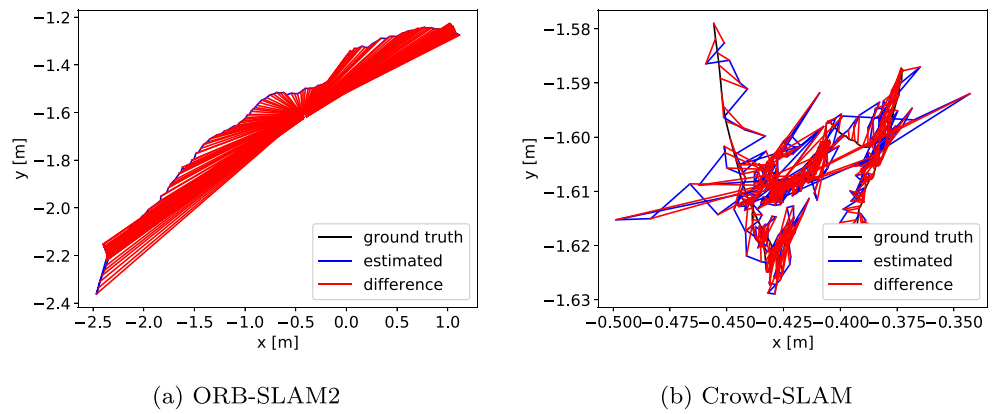 −1.2
−1.4
−1.6
−1.8
−2.0
−2.2
−2.4
y [m]
−2.5 −2.0 −1.5 −1.0 −0.5 0.0 0.5 1.0
x [m]
ground truth
estimated
difference
(a) ORB-SLAM2
−1.58
−1.59
−1.60
−1.61
−1.62
−1.63
y [m]
−0.500 −0.475 −0.450 −0.425 −0.400 −0.375 −0.350
x [m]
ground truth
estimated
difference
(b) Crowd-SLAM